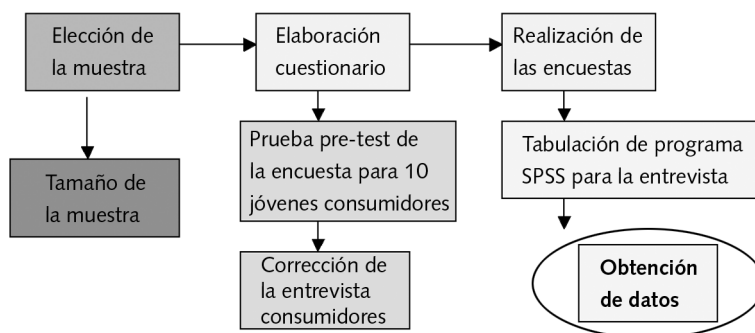 Elección de
la muestra
Elaboración
cuestionario
Realización de
las encuestas
Tamaño de
la muestra
Prueba pre-test de
la encuesta para 10
jóvenes consumidores
Corrección de
la entrevista
consumidores
Tabulación de programa
SPSS para la entrevista
Obtención
de datos